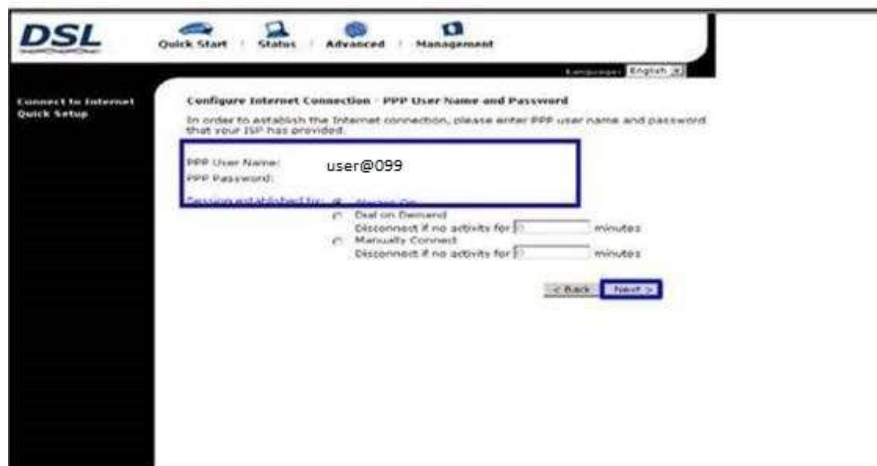 DSL
Quick Start / Status / Advanced / Management
Language: English
Connect to Internet
Quick Setup
Configure Internet Connection - PPP User Name and Password
In order to establish the Internet connection, please enter PPP user name and password
that your ISP has provided.
PPP User Name: user@099
PPP Password:
Session established by: Always On
Dial on Demand
Disconnect if no activity for minutes
Manually Connect
Disconnect if no activity for minutes
< Back Next >